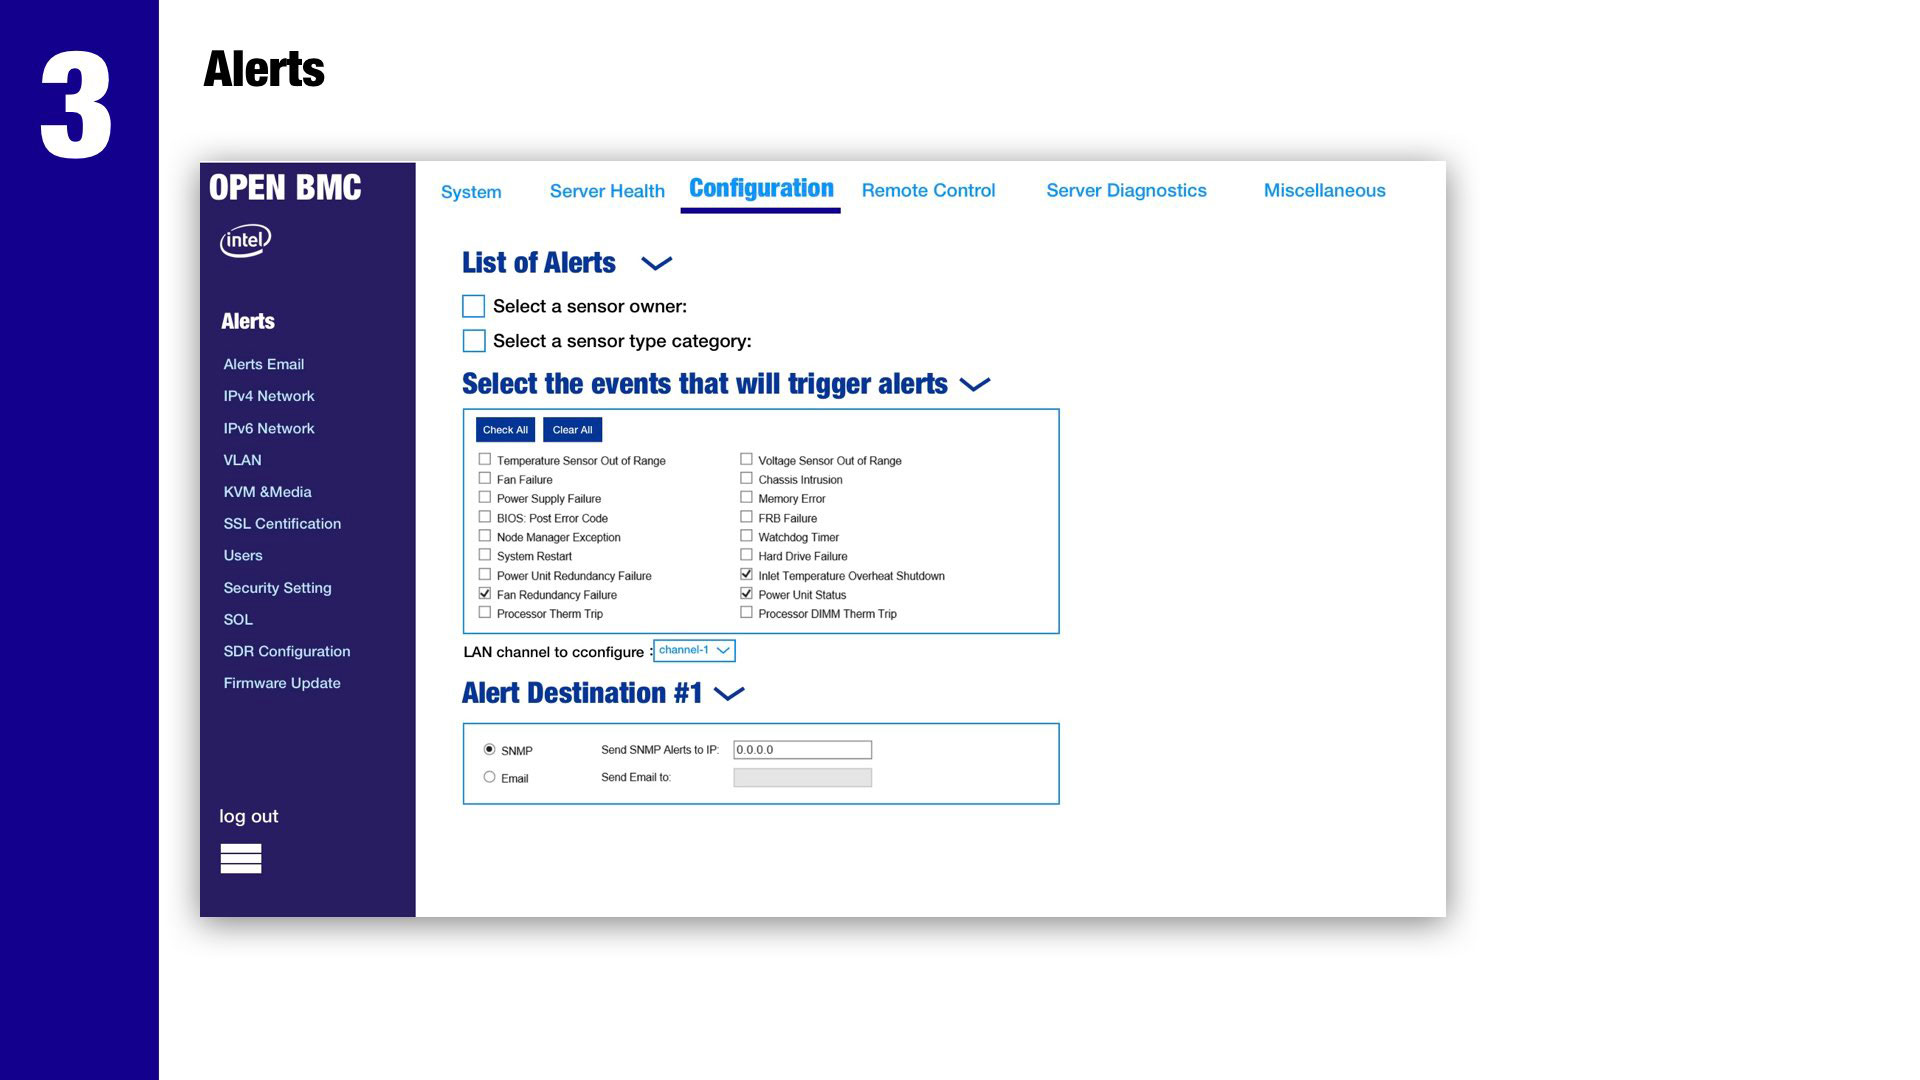 3
Alerts
OPEN BMC
intel
System Server Health Configuration Remote Control Server Diagnostics Miscellaneous
Alerts
Alerts Email
IPv4 Network
IPv6 Network
VLAN
KVM &Media
SSL Centification
Users
Security Setting
SOL
SDR Configuration
Firmware Update
log out
List of Alerts
Select a sensor owner:
Select a sensor type category:
Select the events that will trigger alerts
Check All Clear All
Temperature Sensor Out of Range Voltage Sensor Out of Range
Fan Failure Chassis Intrusion
Power Supply Failure Memory Error
BIOS: Post Error Code FRB Failure
Node Manager Exception Watchdog Timer
System Restart Hard Drive Failure
Power Unit Redundancy Failure Inlet Temperature Overheat Shutdown
Fan Redundancy Failure Power Unit Status
Processor Therm Trip Processor DIMM Therm Trip
LAN channel to cconfigure : channel-1
Alert Destination #1
SNMP Send SNMP Alerts to IP: 0.0.0.0
Email Send Email to: